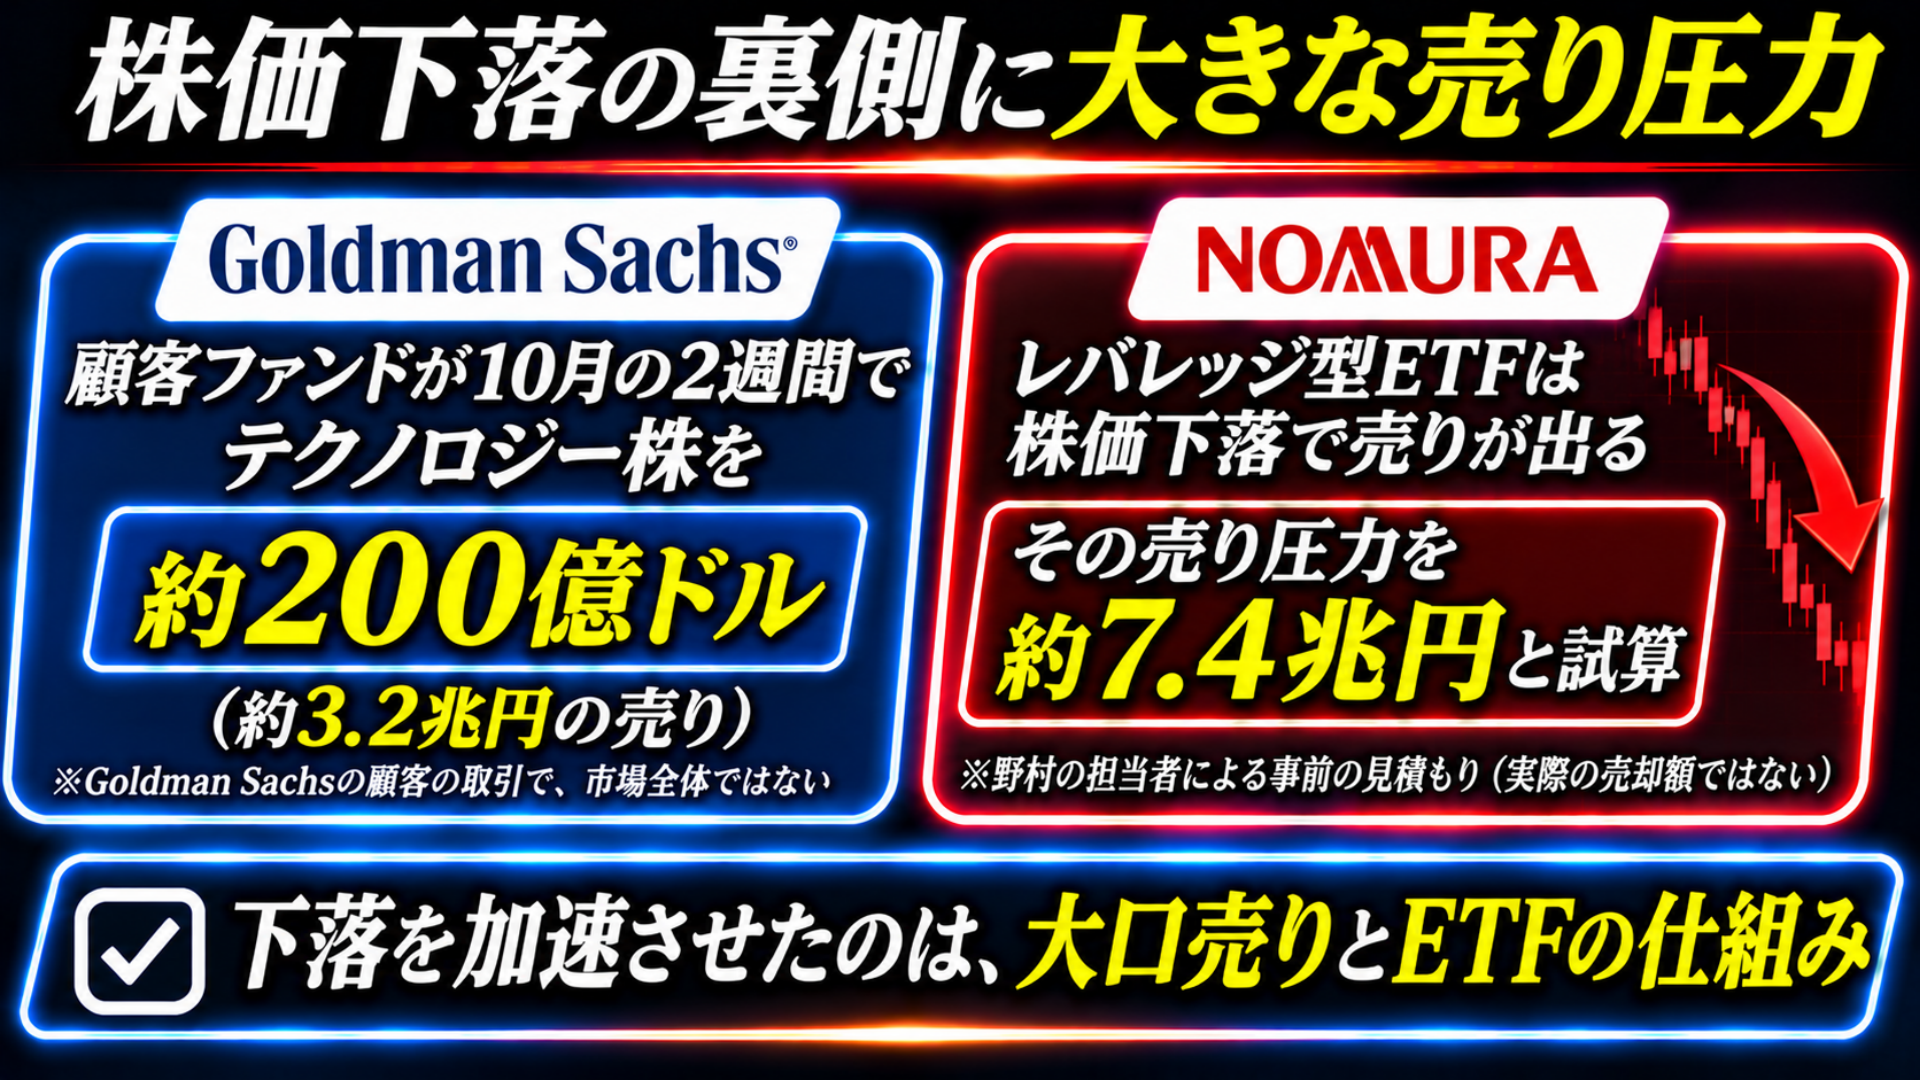 株価下落の裏側に大きな売り圧力
Goldman Sachs®
顧客ファンドが10月の2週間で
テクノロジー株を
約200億ドル
（約3.2兆円の売り）
※Goldman Sachsの顧客の取引で、市場全体ではない
NOMURA
レバレッジ型ETFは
株価下落で売りが出る
その売り圧力を
約7.4兆円と試算
※野村の担当者による事前の見積もり（実際の売却額ではない）
下落を加速させたのは、大口売りとETFの仕組み